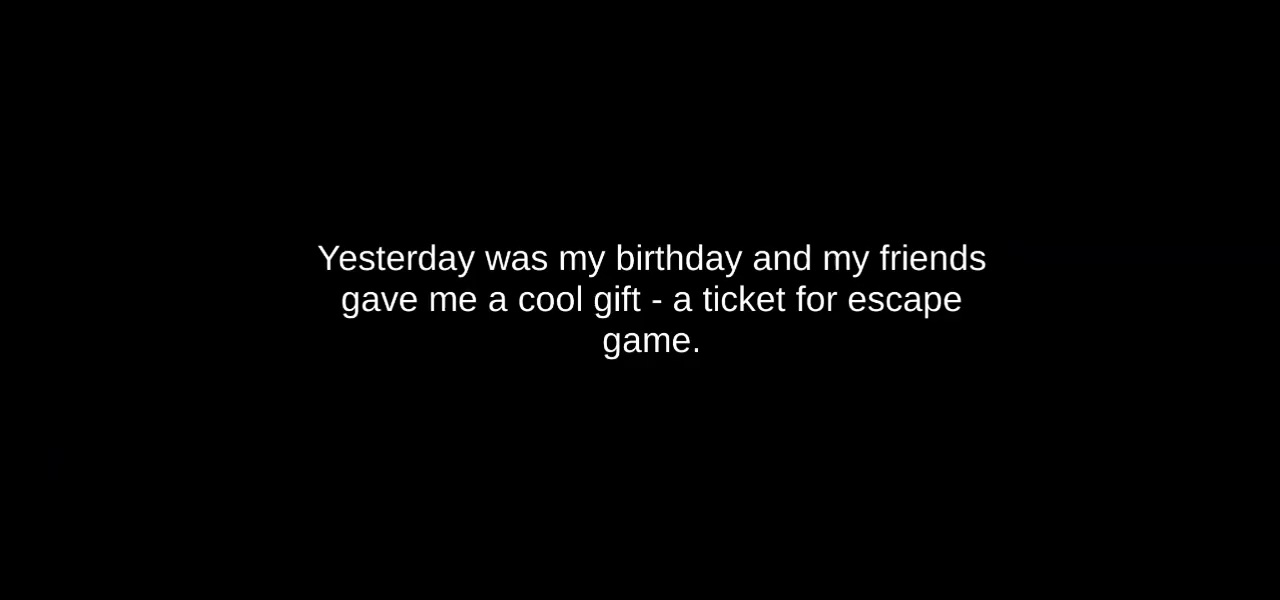 Yesterday was my birthday and my friends
gave me a cool gift - a ticket for escape
game.